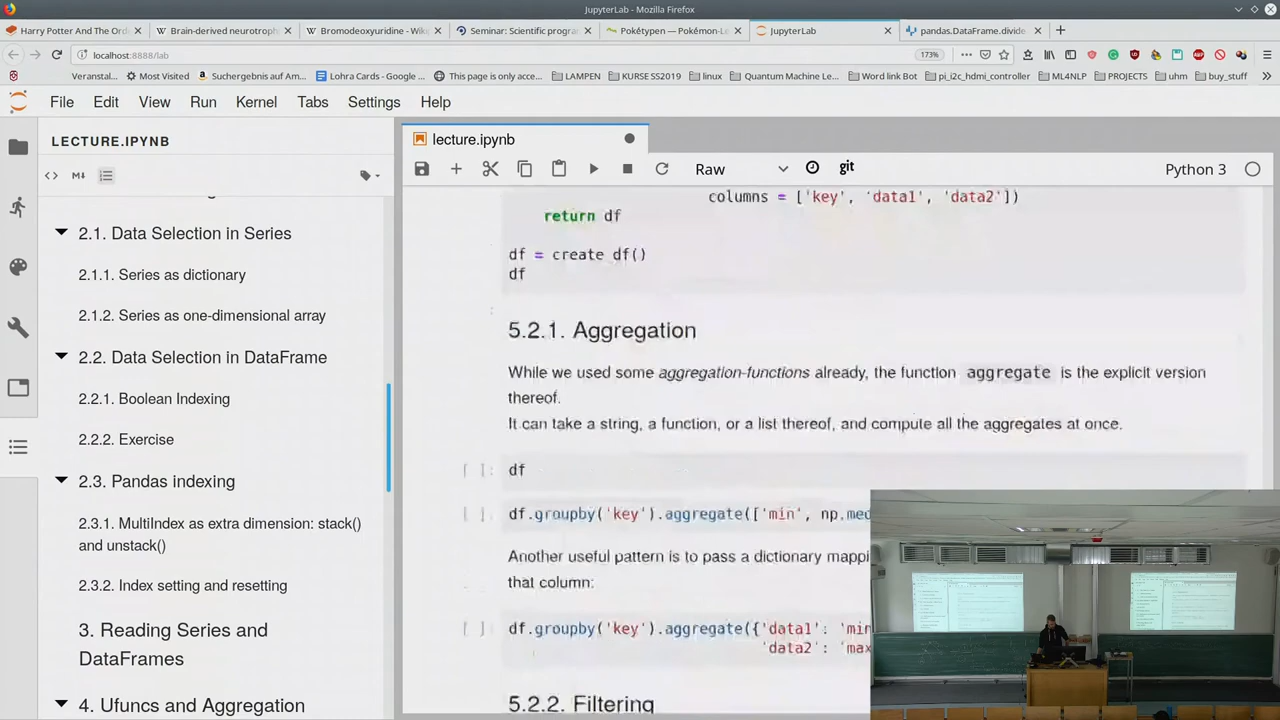 JupyterLab - Mozilla Firefox
Harry Potter And The Ord
Brain-derived neurotroph
Bromodeoxyuridine - Wik
Seminar: Scientific progra
Pokétypen — Pokémon-Le
JupyterLab
pandas.DataFrame.divide
localhost:8888/lab
173%
Veranstal...
Most Visited
Suchergebnis auf Am...
Lohra Cards - Google ...
This page is only acce...
LAMPEN
KURSE SS2019
linux
Quantum Machine Le...
Word link Bot
pi_i2c_hdmi_controller
ML4NLP
PROJECTS
uhm
buy_stuff
File Edit View Run Kernel Tabs Settings Help
LECTURE.IPYNB
2.1. Data Selection in Series
2.1.1. Series as dictionary
2.1.2. Series as one-dimensional array
2.2. Data Selection in DataFrame
2.2.1. Boolean Indexing
2.2.2. Exercise
2.3. Pandas indexing
2.3.1. MultiIndex as extra dimension: stack()
and unstack()
2.3.2. Index setting and resetting
3. Reading Series and
DataFrames
4. Ufuncs and Aggregation
lecture.ipynb
Raw
git
Python 3
columns = ['key', 'data1', 'data2'])
return df
df = create df()
df
5.2.1. Aggregation
While we used some aggregation-functions already, the function aggregate is the explicit version
thereof.
It can take a string, a function, or a list thereof, and compute all the aggregates at once.
[ ]: df
[ ]: df.groupby('key').aggregate(['min', np.med
Another useful pattern is to pass a dictionary mappi
that column:
[ ] df.groupby('key').aggregate({'data1': 'min
'data2': 'max
5.2.2. Filtering